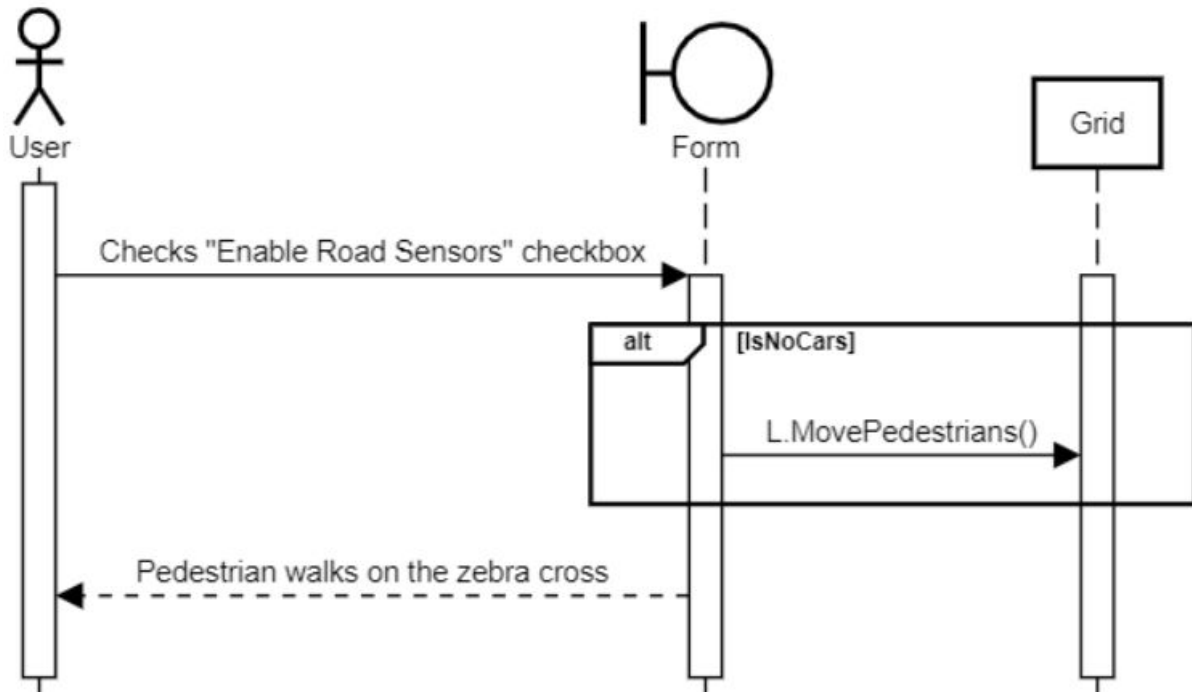 User
Form
Grid
Checks "Enable Road Sensors" checkbox
alt
[IsNoCars]
L.MovePedestrians()
Pedestrian walks on the zebra cross